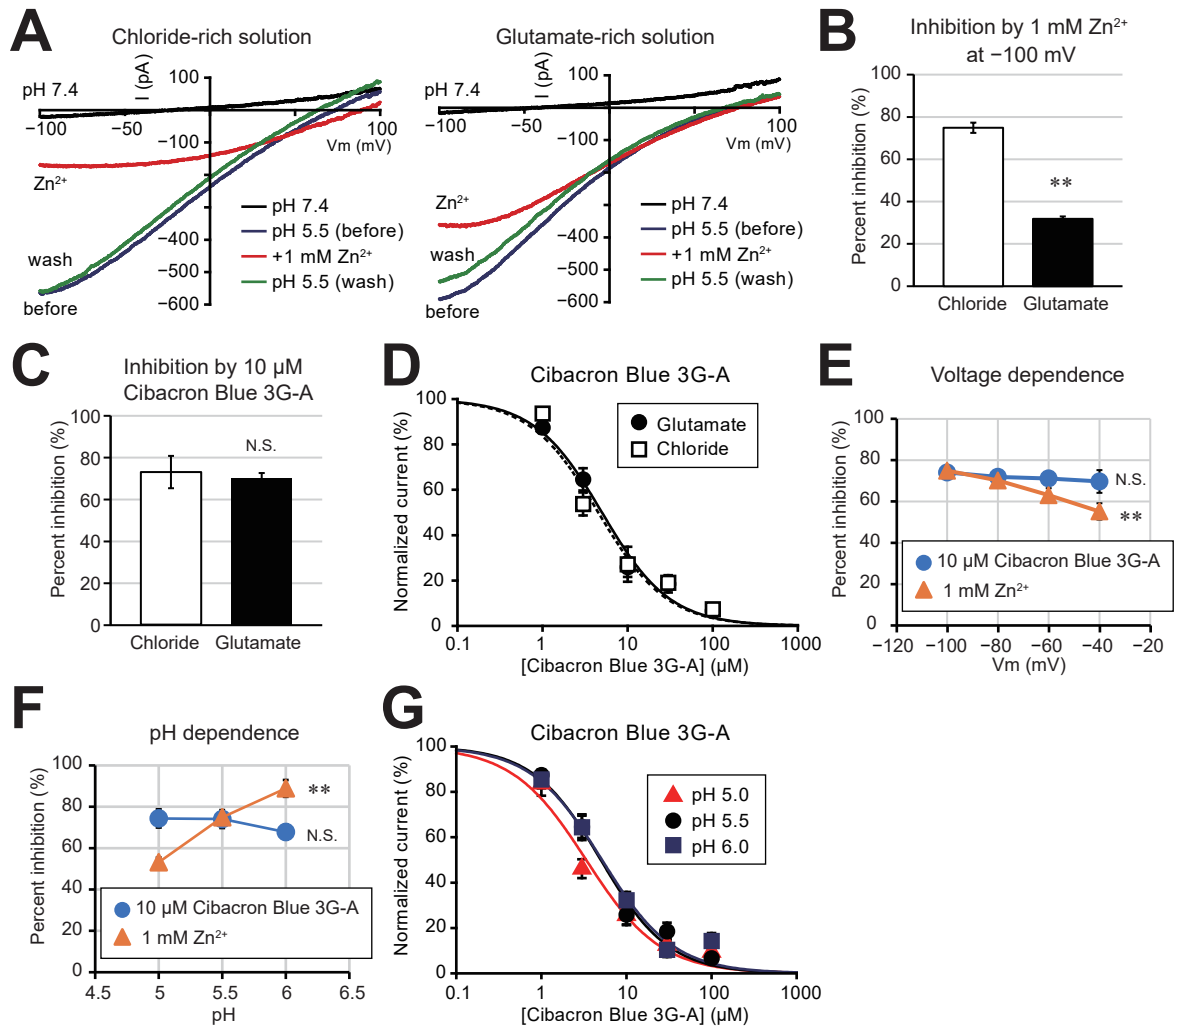 A
Chloride-rich solution
I (pA)
100
pH 7.4
−100
−50
100
Vm (mV)
−100
Zn²⁺
wash
before
−400
−500
−600
pH 7.4
pH 5.5 (before)
+1 mM Zn²⁺
pH 5.5 (wash)
Glutamate-rich solution
I (pA)
100
pH 7.4
−100
−50
100
Vm (mV)
−100
Zn²⁺
wash
before
−400
−500
−600
pH 7.4
pH 5.5 (before)
+1 mM Zn²⁺
pH 5.5 (wash)
B
Inhibition by 1 mM Zn²⁺
at −100 mV
Percent inhibition (%)
100
80
60
40
20
0
**
Chloride
Glutamate
C
Inhibition by 10 µM
Cibacron Blue 3G-A
Percent inhibition (%)
100
80
60
40
20
0
N.S.
Chloride
Glutamate
D
Cibacron Blue 3G-A
Normalized current (%)
100
80
60
40
20
0
Glutamate
Chloride
0.1
1
10
100
1000
[Cibacron Blue 3G-A] (µM)
E
Voltage dependence
Percent inhibition (%)
100
80
60
40
20
0
N.S.
**
10 µM Cibacron Blue 3G-A
1 mM Zn²⁺
−120
−100
−80
−60
−40
−20
Vm (mV)
F
pH dependence
Percent inhibition (%)
100
80
60
40
20
0
**
N.S.
10 µM Cibacron Blue 3G-A
1 mM Zn²⁺
4.5
5
5.5
6
6.5
pH
G
Cibacron Blue 3G-A
Normalized current (%)
100
80
60
40
20
0
pH 5.0
pH 5.5
pH 6.0
0.1
1
10
100
1000
[Cibacron Blue 3G-A] (µM)